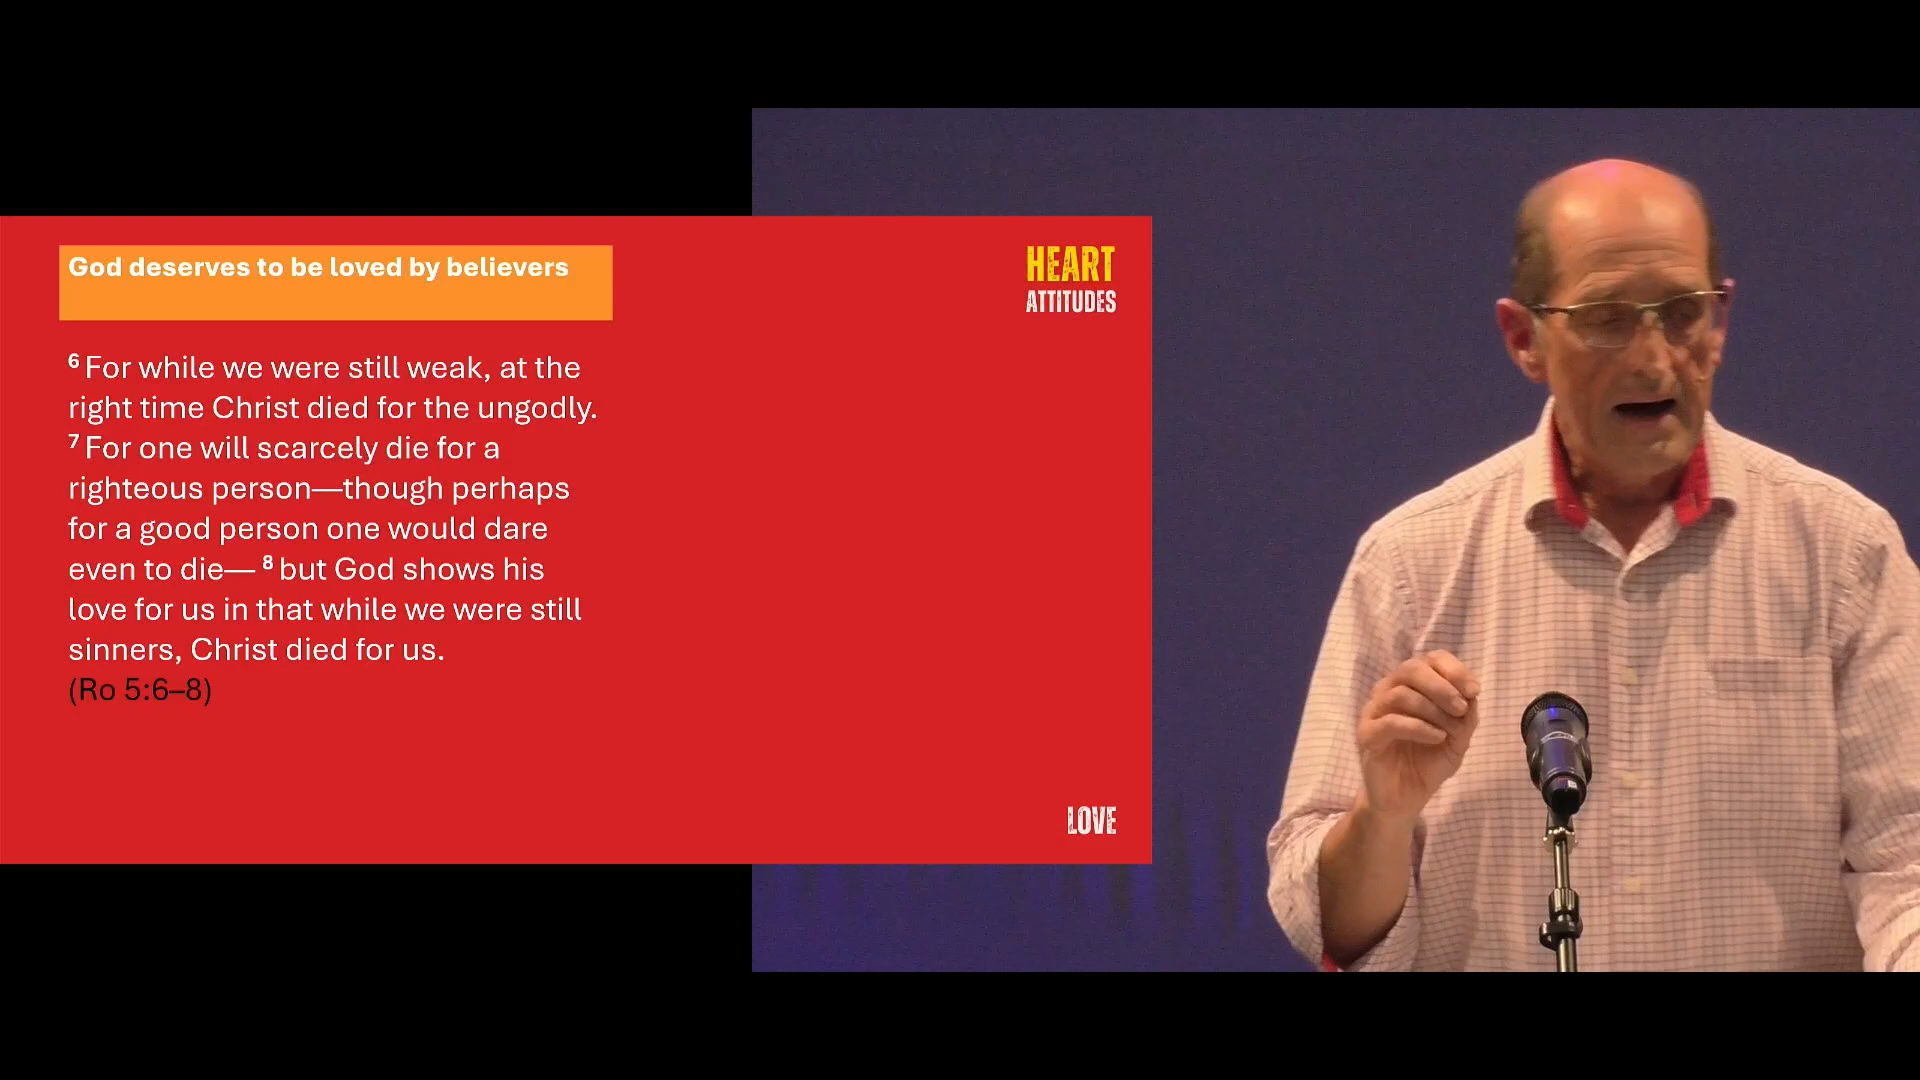 God deserves to be loved by believers
HEART
ATTITUDES
6 For while we were still weak, at the
right time Christ died for the ungodly.
7 For one will scarcely die for a
righteous person—though perhaps
for a good person one would dare
even to die— 8 but God shows his
love for us in that while we were still
sinners, Christ died for us.
(Ro 5:6–8)
LOVE